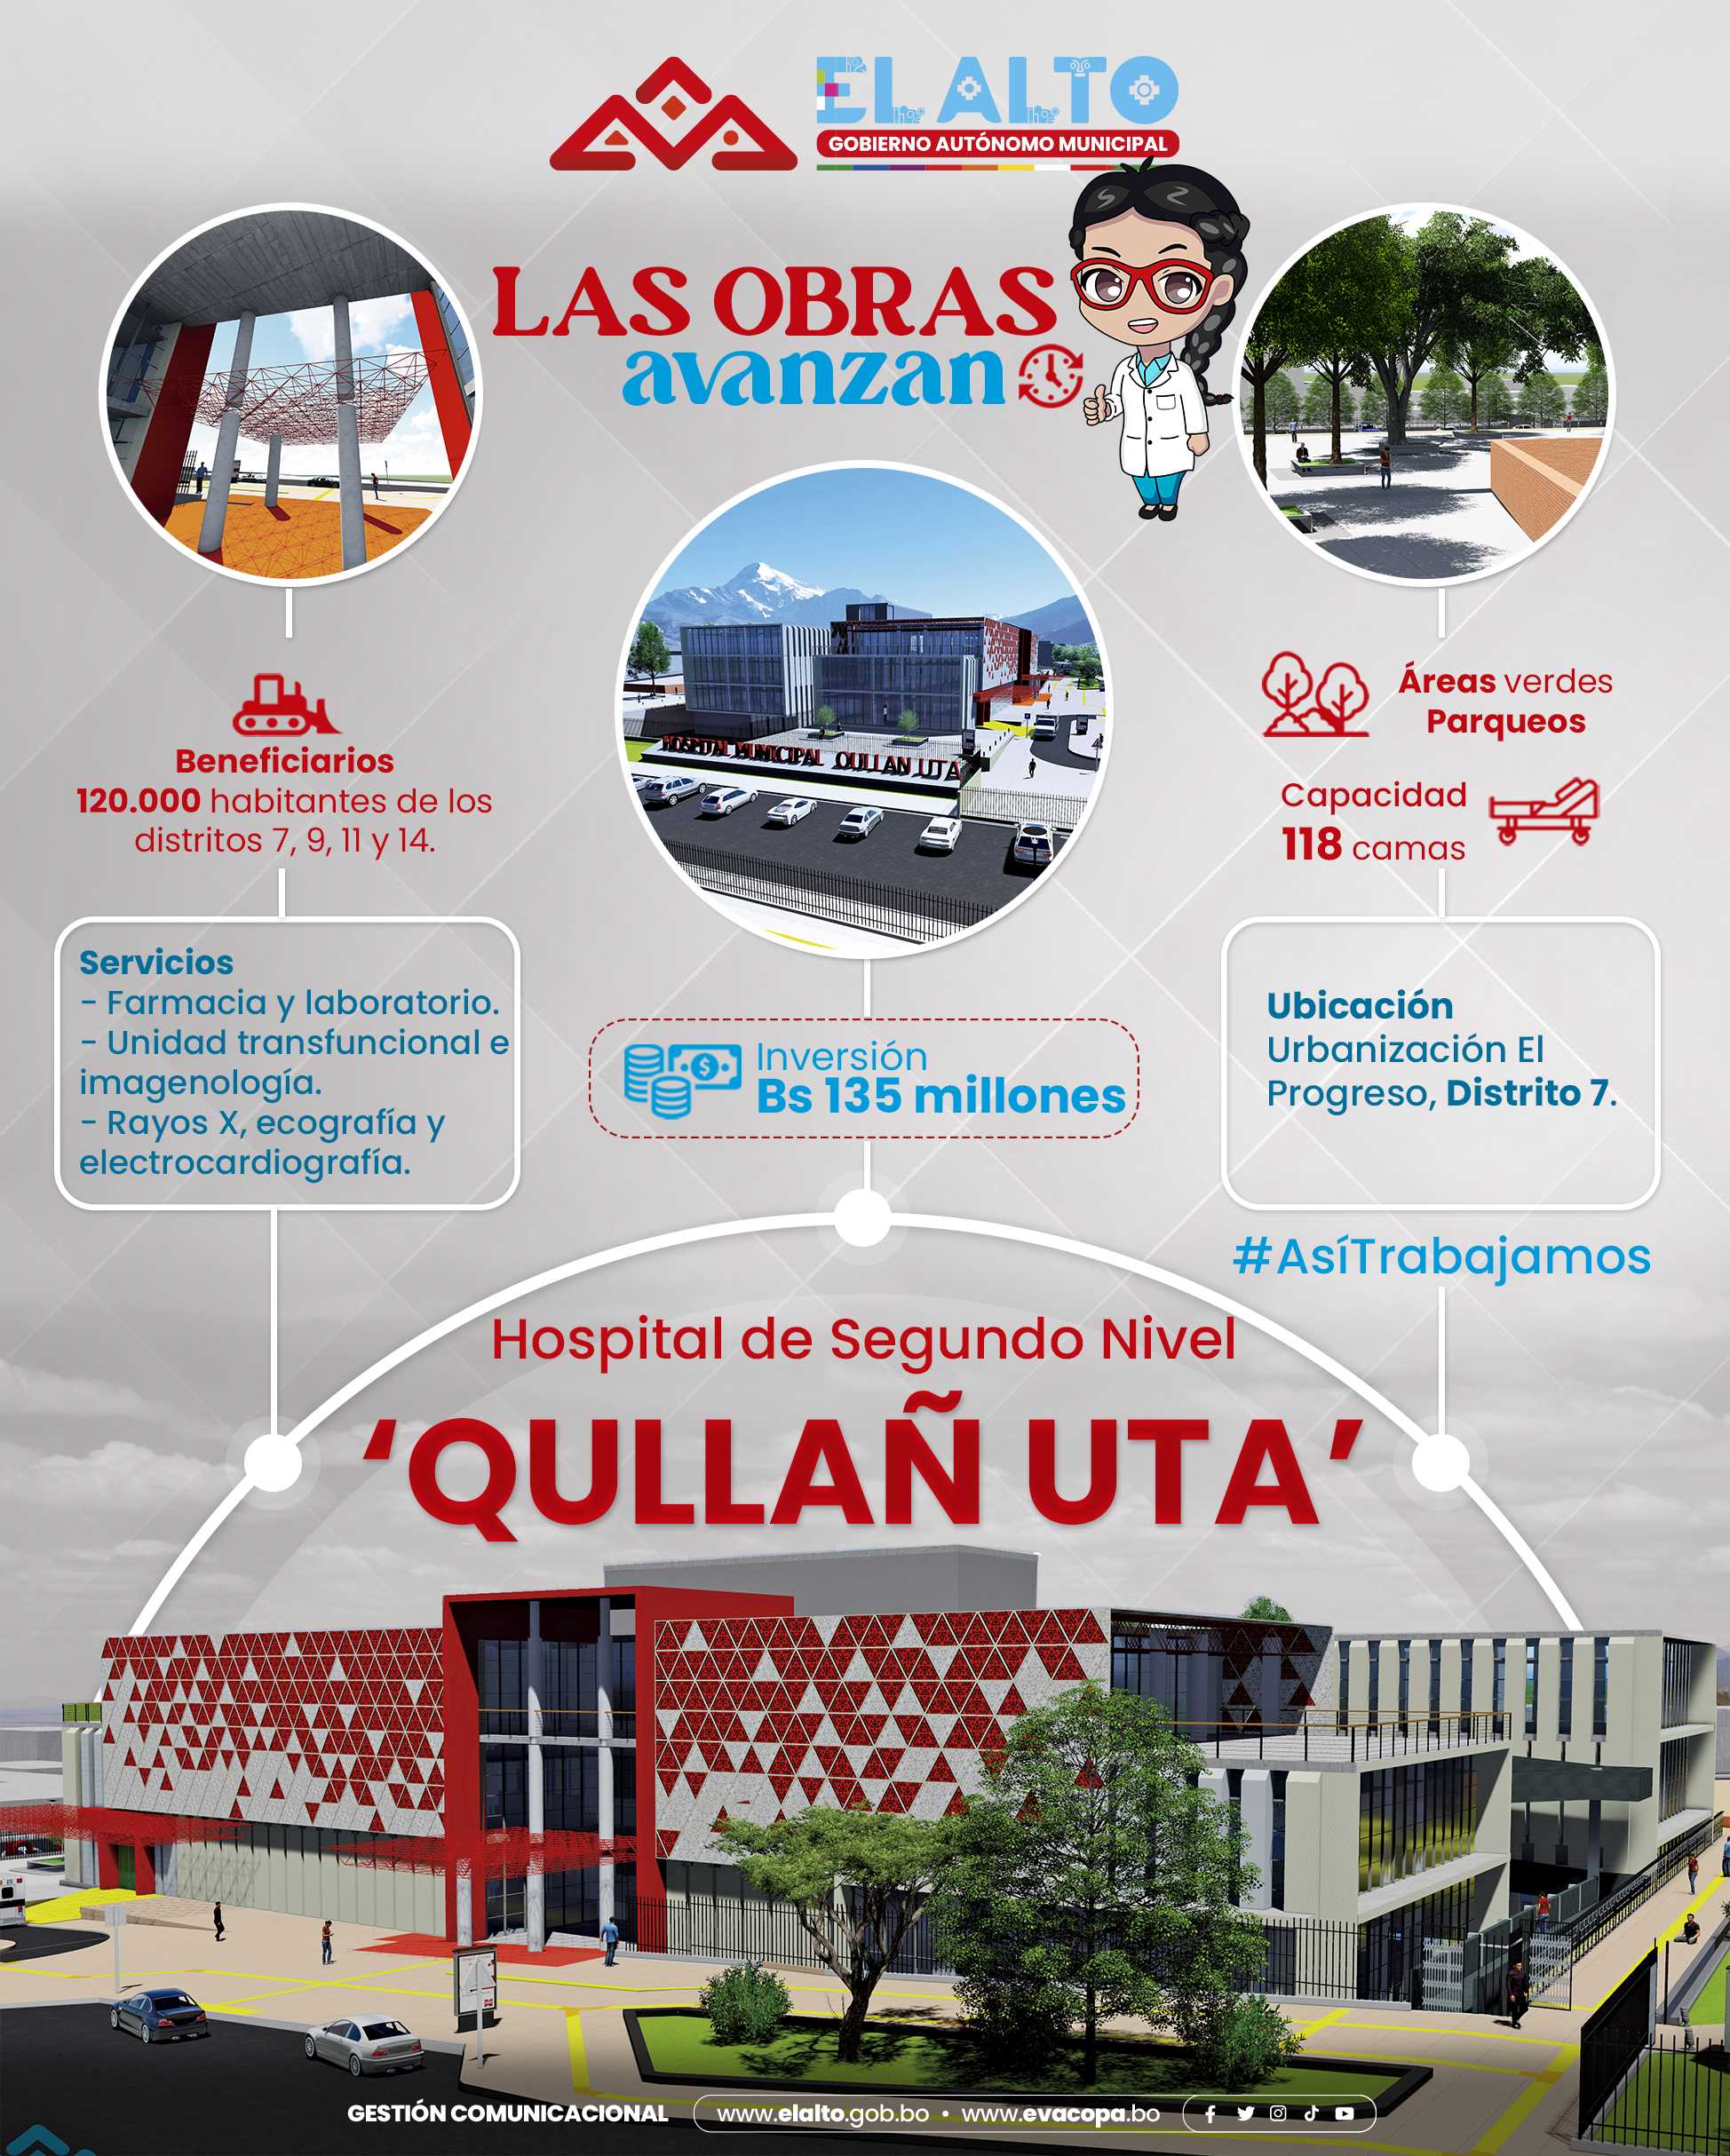 EL ALTO
GOBIERNO AUTÓNOMO MUNICIPAL
LAS OBRAS
avanzan
HOSPITAL MUNICIPAL QULLAN UTA
Beneficiarios
120.000 habitantes de los
distritos 7, 9, 11 y 14.
Áreas verdes
Parqueos
Capacidad
118 camas
Servicios
- Farmacia y laboratorio.
- Unidad transfuncional e
imagenología.
- Rayos X, ecografía y
electrocardiografía.
Inversión
Bs 135 millones
Ubicación
Urbanización El
Progreso, Distrito 7.
#AsíTrabajamos
Hospital de Segundo Nivel
‘QULLAÑ UTA’
GESTIÓN COMUNICACIONAL
www.elalto.gob.bo • www.evacopa.bo